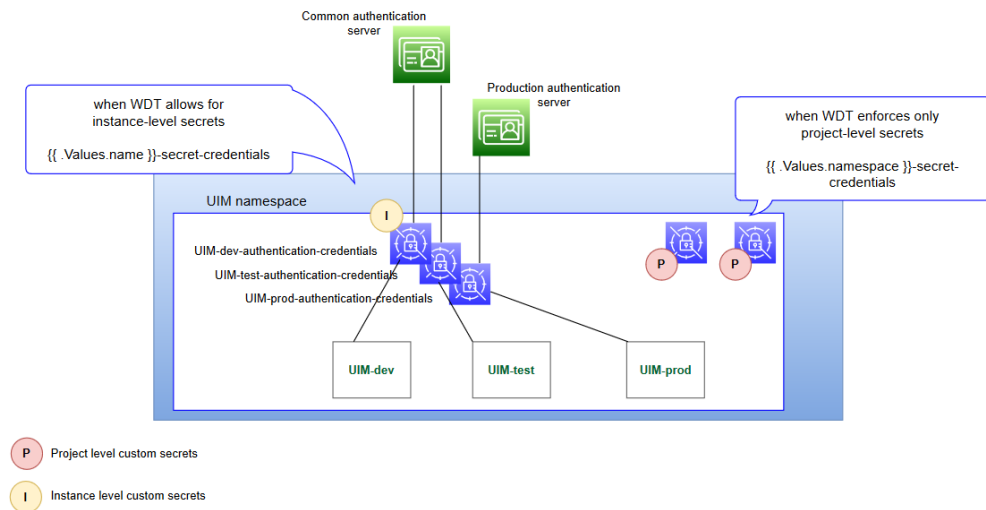 Common authentication
server
Production authentication
server
when WDT allows for
instance-level secrets
{{ .Values.name }}-secret-credentials
when WDT enforces only
project-level secrets
{{ .Values.namespace }}-secret-
credentials
UIM namespace
I
UIM-dev-authentication-credentials
UIM-test-authentication-credentials
UIM-prod-authentication-credentials
P
P
UIM-dev
UIM-test
UIM-prod
P
Project level custom secrets
I
Instance level custom secrets